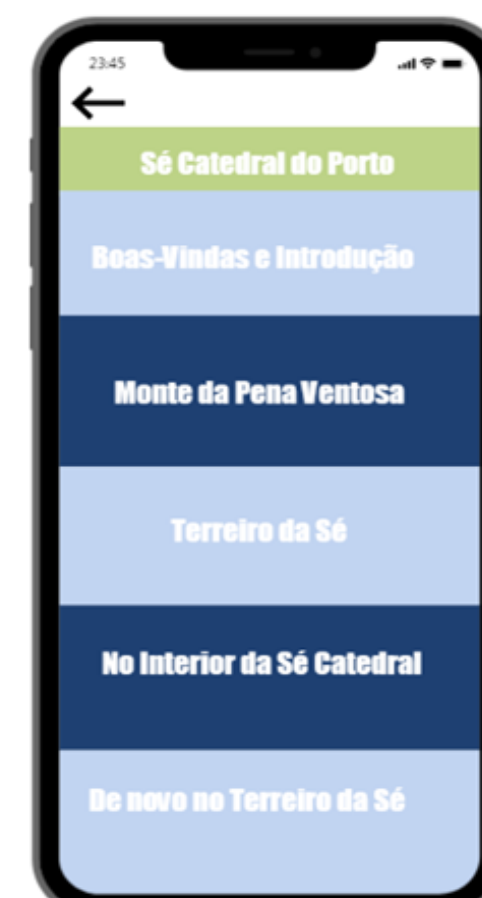 23:45
Sé Catedral do Porto
Boas-Vindas e Introdução
Monte da Pena Ventosa
Terreiro da Sé
No Interior da Sé Catedral
De novo no Terreiro da Sé